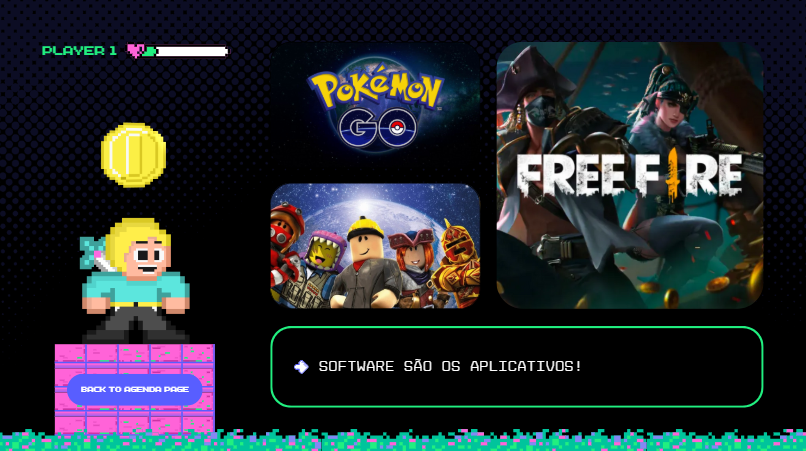 PLAYER 1
POKÉMON
GO
FREE FIRE
SOFTWARE SÃO OS APLICATIVOS!
BACK TO AGENDA PAGE